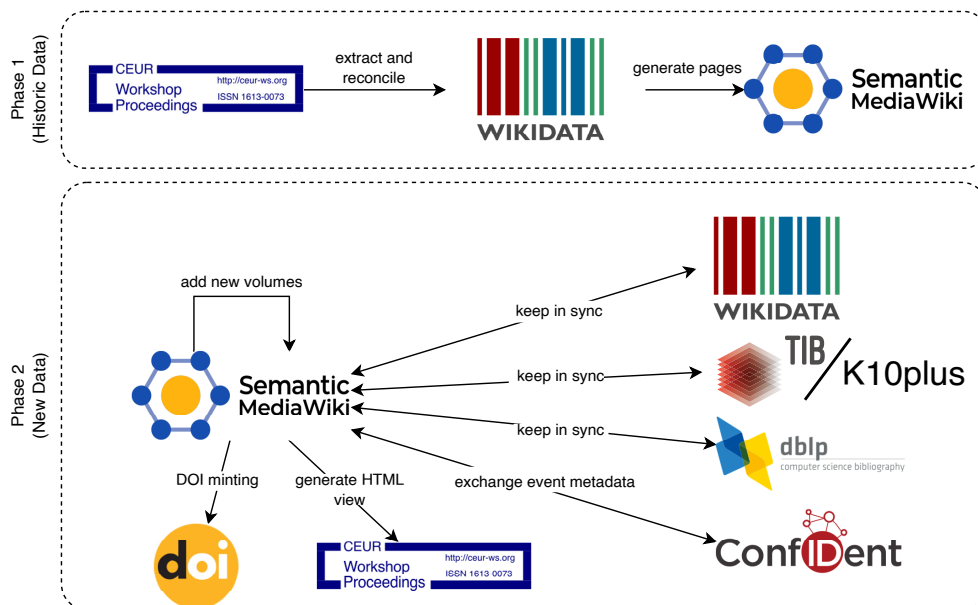 Phase 1
(Historic Data)
CEUR
Workshop
Proceedings
http://ceur-ws.org
ISSN 1613-0073
extract and
reconcile
WIKIDATA
generate pages
Semantic
MediaWiki
Phase 2
(New Data)
add new volumes
Semantic
MediaWiki
keep in sync
WIKIDATA
keep in sync
TIB/K10plus
keep in sync
dblp
computer science bibliography
exchange event metadata
ConfIDent
DOI minting
doi
generate HTML
view
CEUR
Workshop
Proceedings
http://ceur-ws.org
ISSN 1613-0073